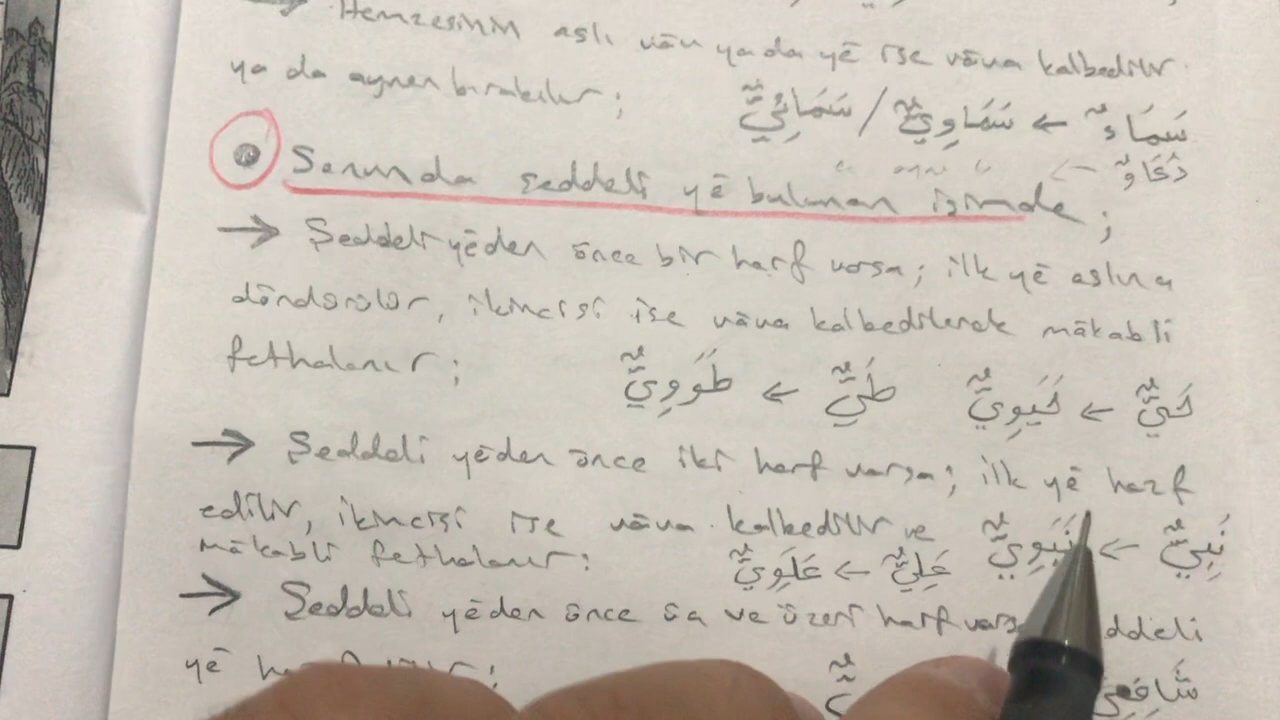 → Hemzesinin aslı vâv ya da yê ise vâva kalbedilir
ya da aynen bırakılır; سَمَاءٌ ← سَمَاوِيٌّ / سَمَائِيٌّ
" aynı " ←
• Sonunda şeddeli yê bulunan isimde;
→ Şeddeli yêden önce bir harf varsa; ilk yê aslına
döndürülür, ikincisi ise vâva kalbedilerek mâkabli
fethalanır; حَيٌّ ← حَيَوِيٌّ طَيٌّ ← طَوَوِيٌّ
→ Şeddeli yêden önce iki harf varsa; ilk yê hazf
edilir, ikincisi ise vâva kalbedilir ve نَبِيٌّ ← نَبَوِيٌّ
mâkabli fethalanır: عَلِيٌّ ← عَلَوِيٌّ
→ Şeddeli yêden önce üç ve üzeri harf
yê